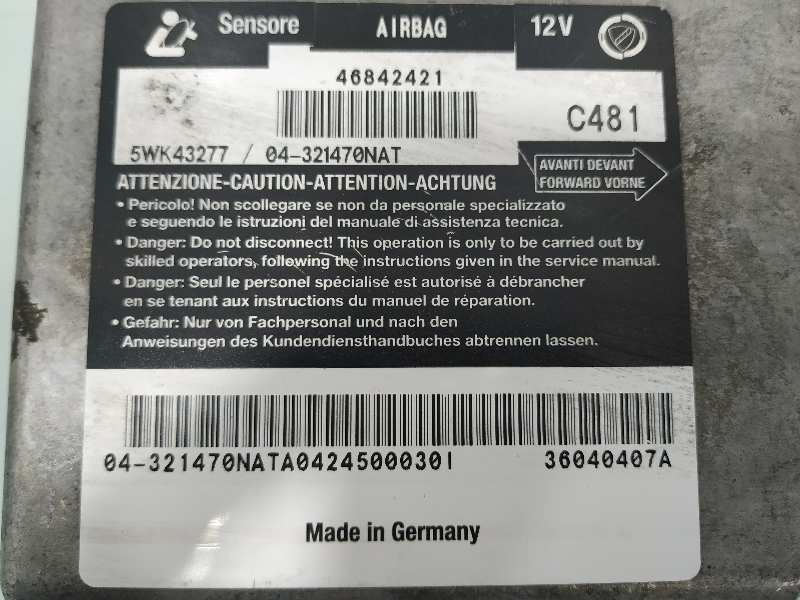 Sensore AIRBAG 12V
46842421
C481
5WK43277 / 04-321470NAT
ATTENZIONE-CAUTION-ATTENTION-ACHTUNG
AVANTI DEVANT
FORWARD VORNE
• Pericolo! Non scollegare se non da personale specializzato
e seguendo le istruzioni del manuale di assistenza tecnica.
• Danger: Do not disconnect! This operation is only to be carried out by
skilled operators, following the instructions given in the service manual.
• Danger: Seul le personel spécialisé est autorisé à débrancher
en se tenant aux instructions du manuel de réparation.
• Gefahr: Nur von Fachpersonal und nach den
Anweisungen des Kundendiensthandbuches abtrennen lassen.
04-321470NATA0424500030I 36040407A
Made in Germany